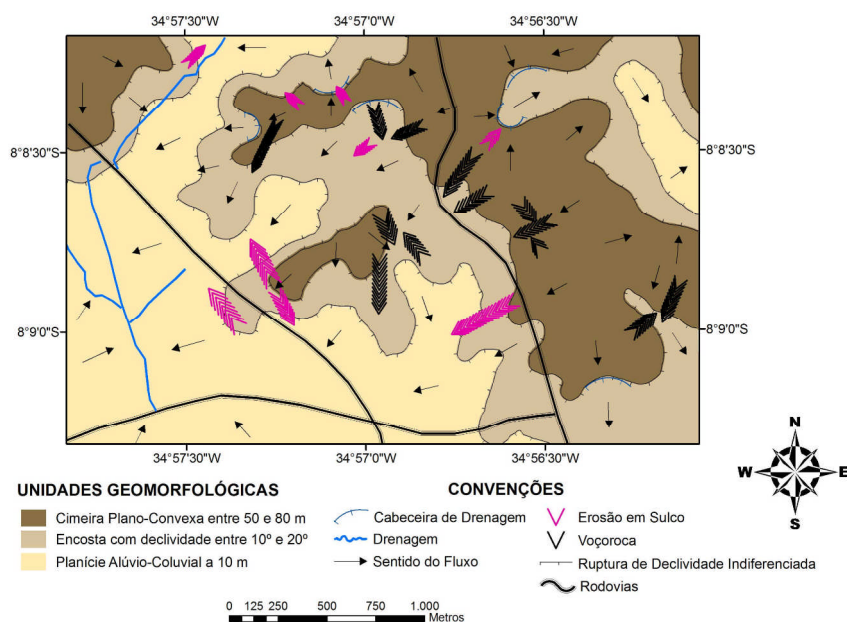 34°57'30"W 34°57'0"W 34°56'30"W
8°8'30"S 8°8'30"S
8°9'0"S 8°9'0"S
34°57'30"W 34°57'0"W 34°56'30"W
N
W E
S
UNIDADES GEOMORFOLÓGICAS
Cimeira Plano-Convexa entre 50 e 80 m
Encosta com declividade entre 10º e 20º
Planície Alúvio-Coluvial a 10 m
CONVENÇÕES
Cabeceira de Drenagem
Drenagem
Sentido do Fluxo
Erosão em Sulco
Voçoroca
Ruptura de Declividade Indiferenciada
Rodovias
0 125 250 500 750 1.000
Metros